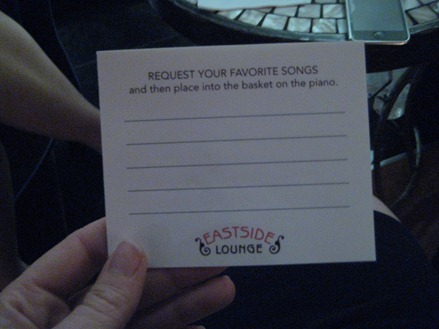 REQUEST YOUR FAVORITE SONGS
and then place into the basket on the piano.
EASTSIDE
LOUNGE